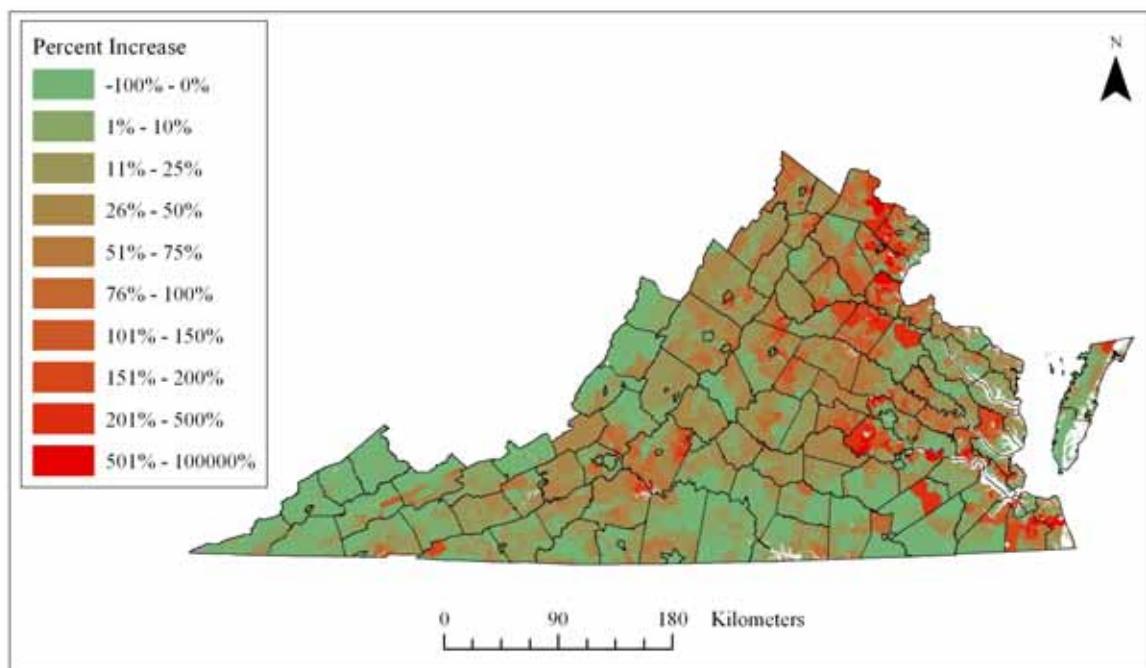 Percent Increase
-100% - 0%
1% - 10%
11% - 25%
26% - 50%
51% - 75%
76% - 100%
101% - 150%
151% - 200%
201% - 500%
501% - 100000%
N
0 90 180 Kilometers